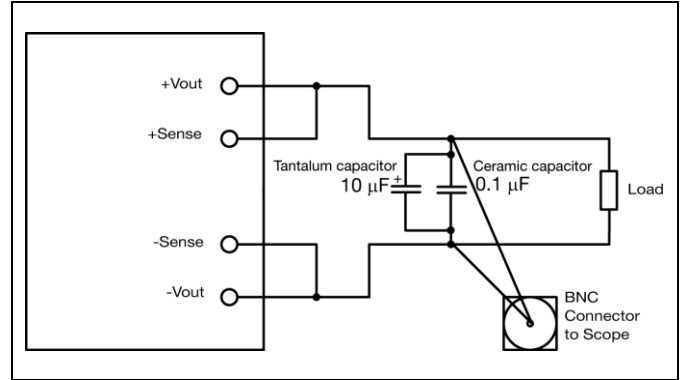 +Vout
+Sense
Tantalum capacitor
10 μF
+
Ceramic capacitor
0.1 μF
Load
-Sense
-Vout
BNC
Connector
to Scope